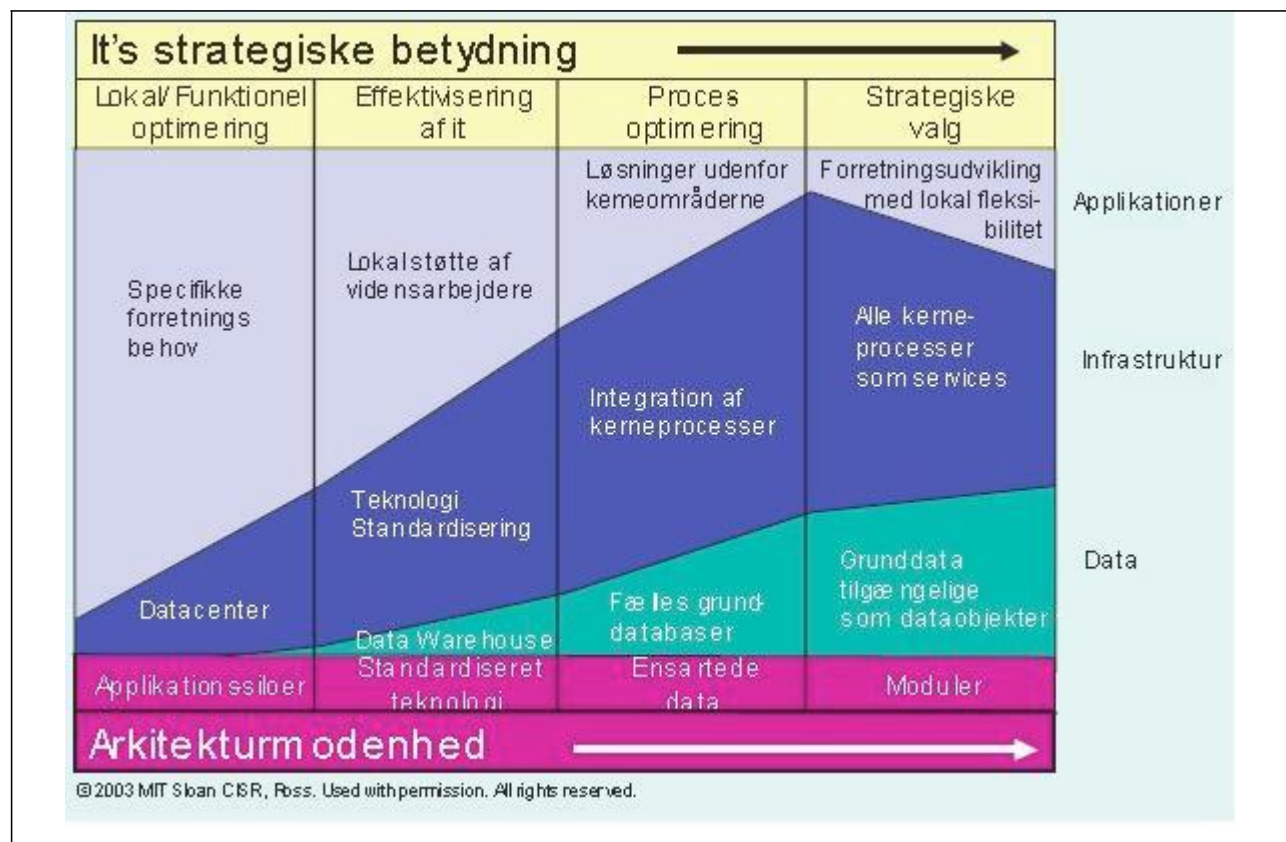 It's strategiske betydning
Lokal/Funktionel
optimering
Effektivisering
af it
Proces
optimering
Strategiske
valg
Specifikke
forretnings
behov
Lokal støtte af
vidensarbejdere
Løsninger udenfor
kerneområderne
Forretningsudvikling
med lokal fleksi-
bilitet
Applikationer
Datacenter
Teknologi
Standardisering
Integration af
kerneprocesser
Alle kerne-
processer
som services
Infrastruktur
Data Warehouse
Fælles grund-
databaser
Grunddata
tilgængelige
som dataobjekter
Data
Applikationssiloer
Standardiseret
teknologi
Ensartede
data
Moduler
Arkitekturmodenhed
©2003 MIT Sloan CISR, Ross. Used with permission. All rights reserved.